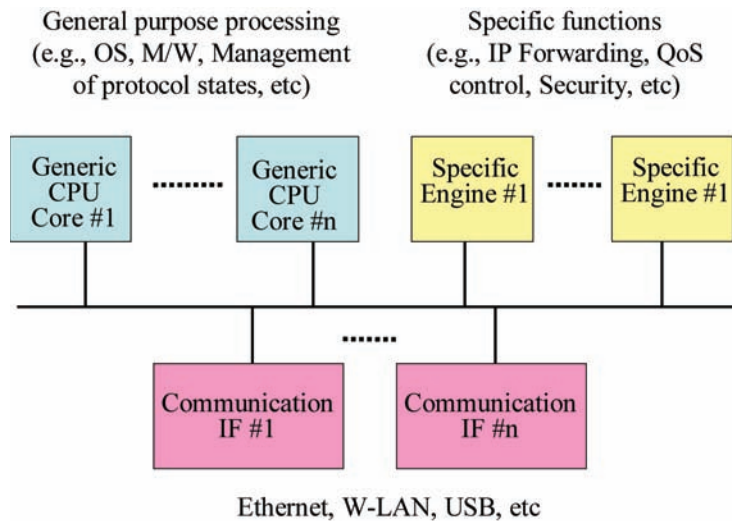 General purpose processing
(e.g., OS, M/W, Management
of protocol states, etc)
Specific functions
(e.g., IP Forwarding, QoS
control, Security, etc)
Generic
CPU
Core #1
Generic
CPU
Core #n
Specific
Engine #1
Specific
Engine #1
Communication
IF #1
Communication
IF #n
Ethernet, W-LAN, USB, etc